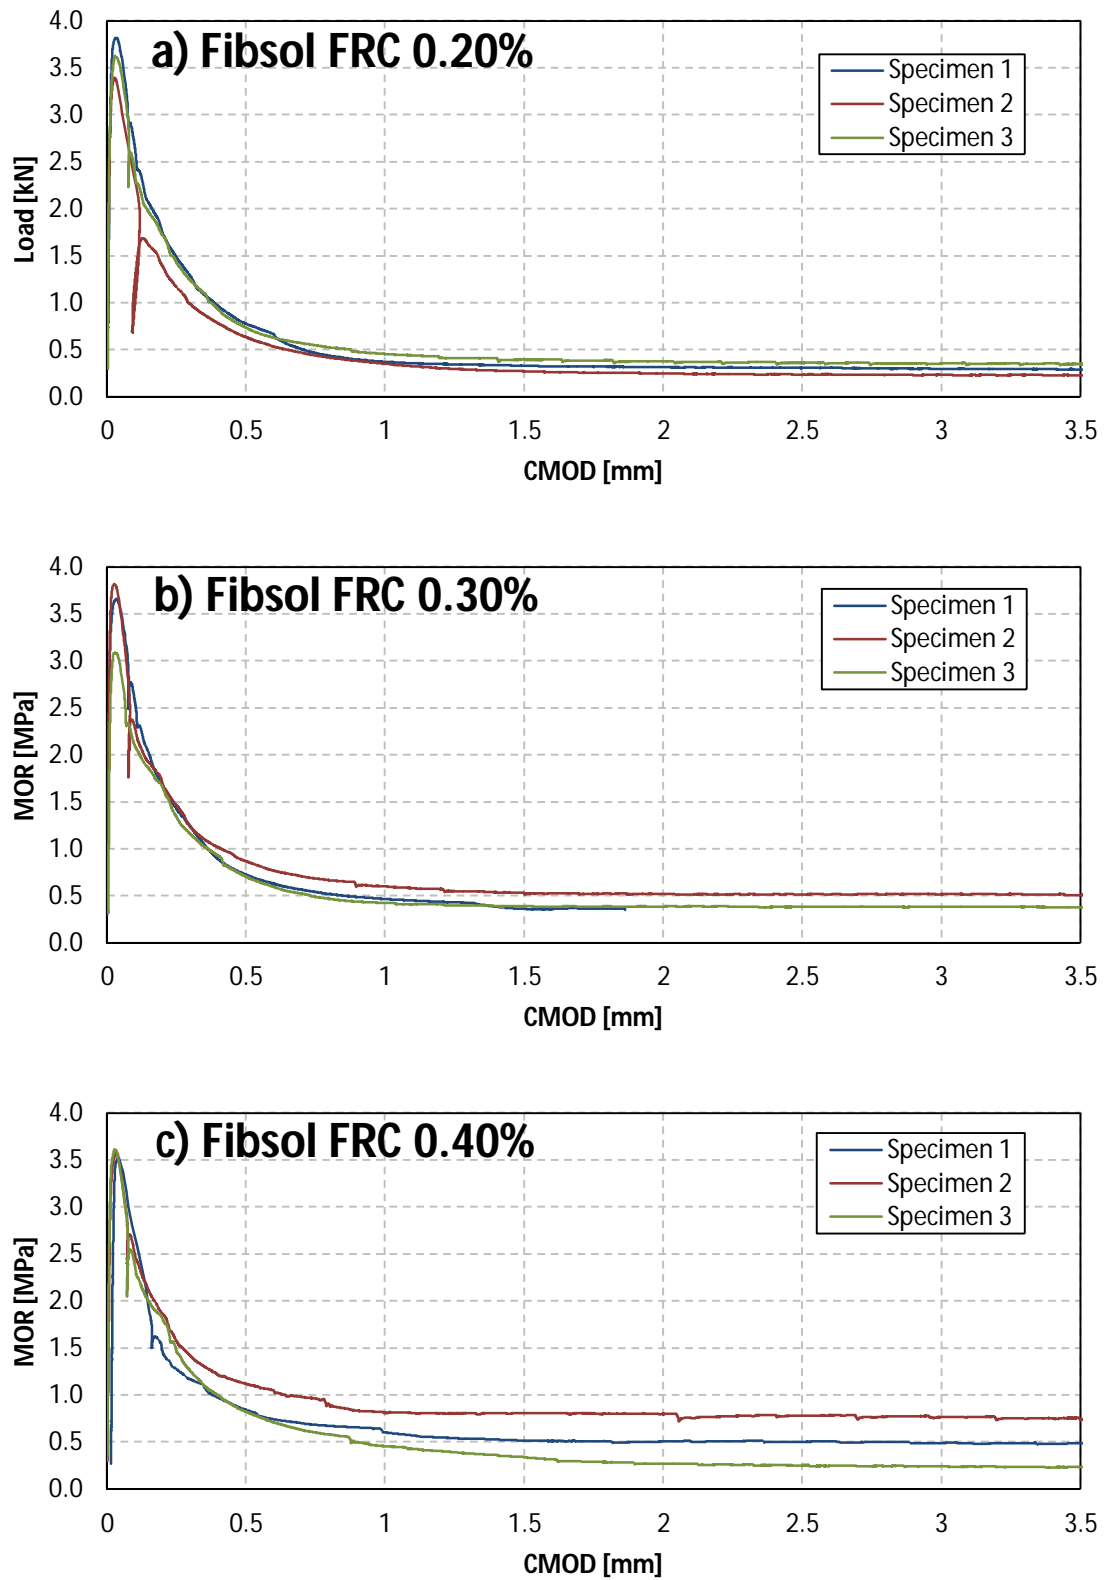 a) Fibsol FRC 0.20%
Load [kN]
4.0
3.5
3.0
2.5
2.0
1.5
1.0
0.5
0.0
Specimen 1
Specimen 2
Specimen 3
0 0.5 1 1.5 2 2.5 3 3.5
CMOD [mm]
b) Fibsol FRC 0.30%
MOR [MPa]
4.0
3.5
3.0
2.5
2.0
1.5
1.0
0.5
0.0
Specimen 1
Specimen 2
Specimen 3
0 0.5 1 1.5 2 2.5 3 3.5
CMOD [mm]
c) Fibsol FRC 0.40%
MOR [MPa]
4.0
3.5
3.0
2.5
2.0
1.5
1.0
0.5
0.0
Specimen 1
Specimen 2
Specimen 3
0 0.5 1 1.5 2 2.5 3 3.5
CMOD [mm]